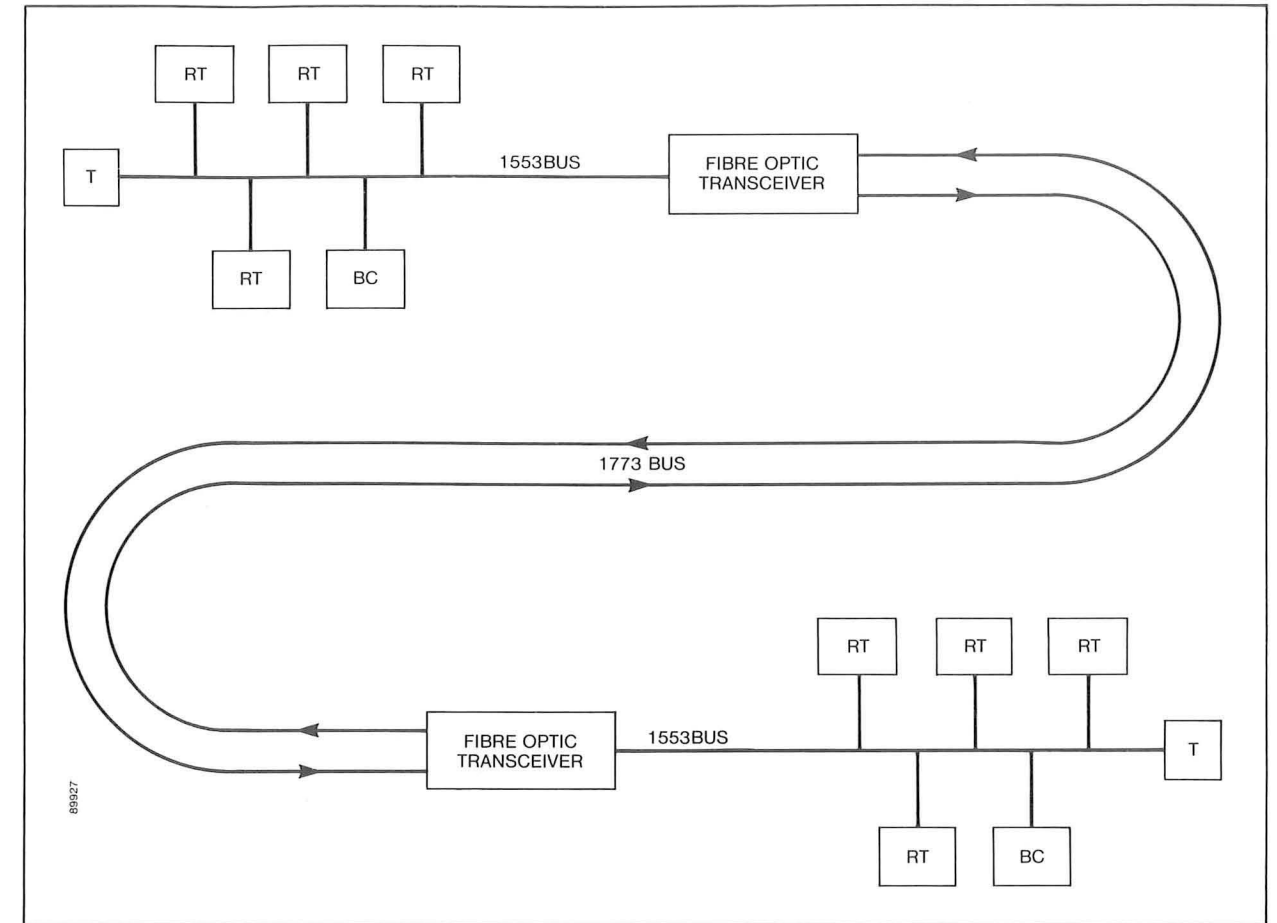 RT
RT
RT
T
1553BUS
FIBRE OPTIC
TRANSCEIVER
RT
BC
1773 BUS
RT
RT
RT
FIBRE OPTIC
TRANSCEIVER
1553BUS
T
RT
BC
89927